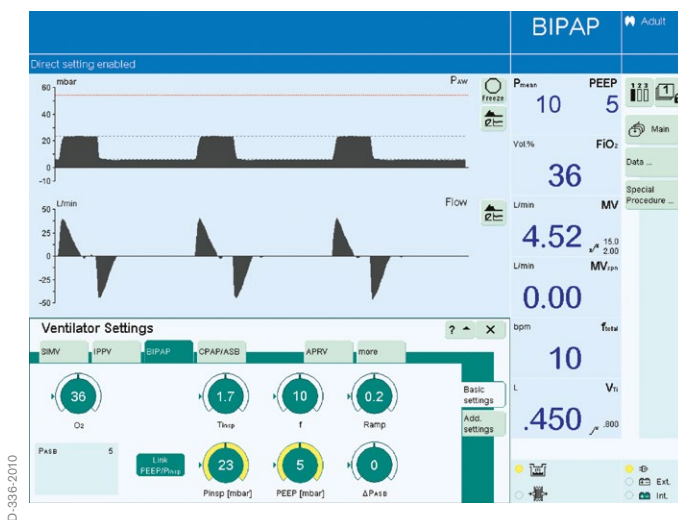 BIPAP
Adult
Direct setting enabled
mbar
Paw
60
40
20
0
-10
Freeze
L/min
Flow
50
25
0
-25
-50
Pmean PEEP
10 5
Vol.% FiO2
36
L/min MV
4.52 15.0
2.00
L/min MVspn
0.00
bpm ftotal
10
L VTi
.450 .800
1 2 3
1
Main
Data ...
Special
Procedure ...
Ventilator Settings
?
SIMV IPPV BIPAP CPAP/ASB APRV more
36 1.7 10 0.2
O2 Tinsp f Ramp
Basic
settings
Add.
settings
PASB 5
Link
PEEP/Pinsp
23 5 0
Pinsp [mbar] PEEP [mbar] ΔPASB
Ext.
Int.
D-336-2010